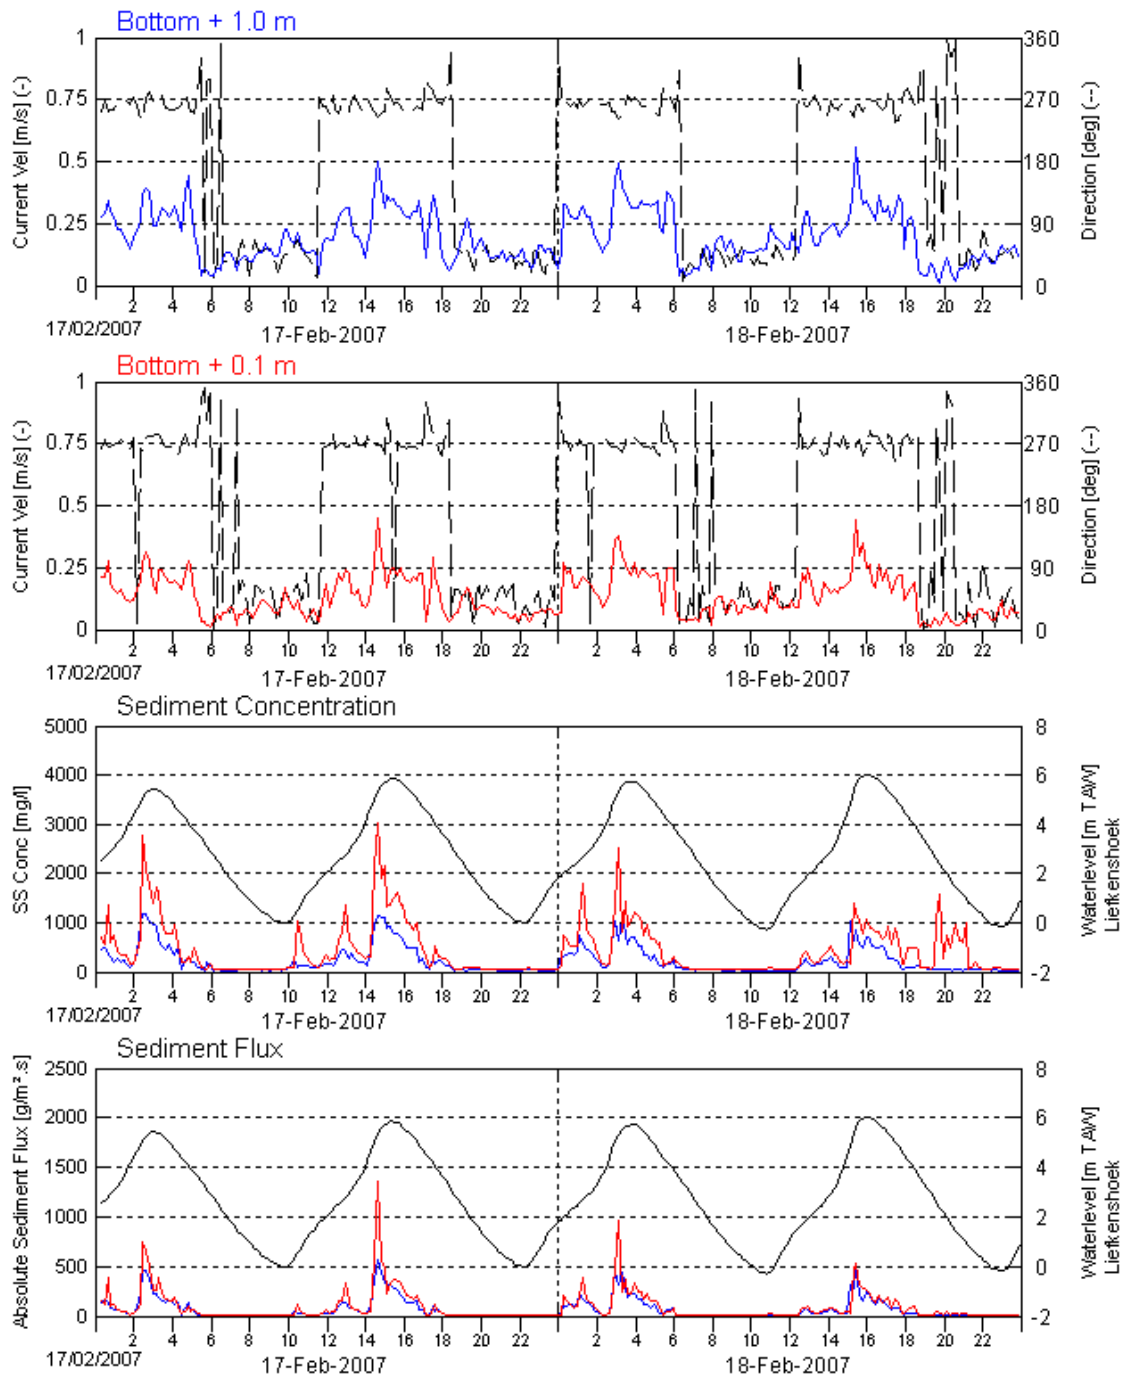 Bottom + 1.0 m
Current Vel [m/s] (-)
1
0.75
0.5
0.25
0
360
270
180
90
0
Direction [deg] (--)
2 4 6 8 10 12 14 16 18 20 22 2 4 6 8 10 12 14 16 18 20 22
17/02/2007 17-Feb-2007 18-Feb-2007
Bottom + 0.1 m
Current Vel [m/s] (-)
1
0.75
0.5
0.25
0
360
270
180
90
0
Direction [deg] (--)
2 4 6 8 10 12 14 16 18 20 22 2 4 6 8 10 12 14 16 18 20 22
17/02/2007 17-Feb-2007 18-Feb-2007
Sediment Concentration
SS Conc [mg/l]
5000
4000
3000
2000
1000
0
8
6
4
2
0
-2
Waterlevel [m TAW]
Liefkenshoek
2 4 6 8 10 12 14 16 18 20 22 2 4 6 8 10 12 14 16 18 20 22
17/02/2007 17-Feb-2007 18-Feb-2007
Sediment Flux
Absolute Sediment Flux [g/m².s]
2500
2000
1500
1000
500
0
8
6
4
2
0
-2
Waterlevel [m TAW]
Liefkenshoek
2 4 6 8 10 12 14 16 18 20 22 2 4 6 8 10 12 14 16 18 20 22
17/02/2007 17-Feb-2007 18-Feb-2007